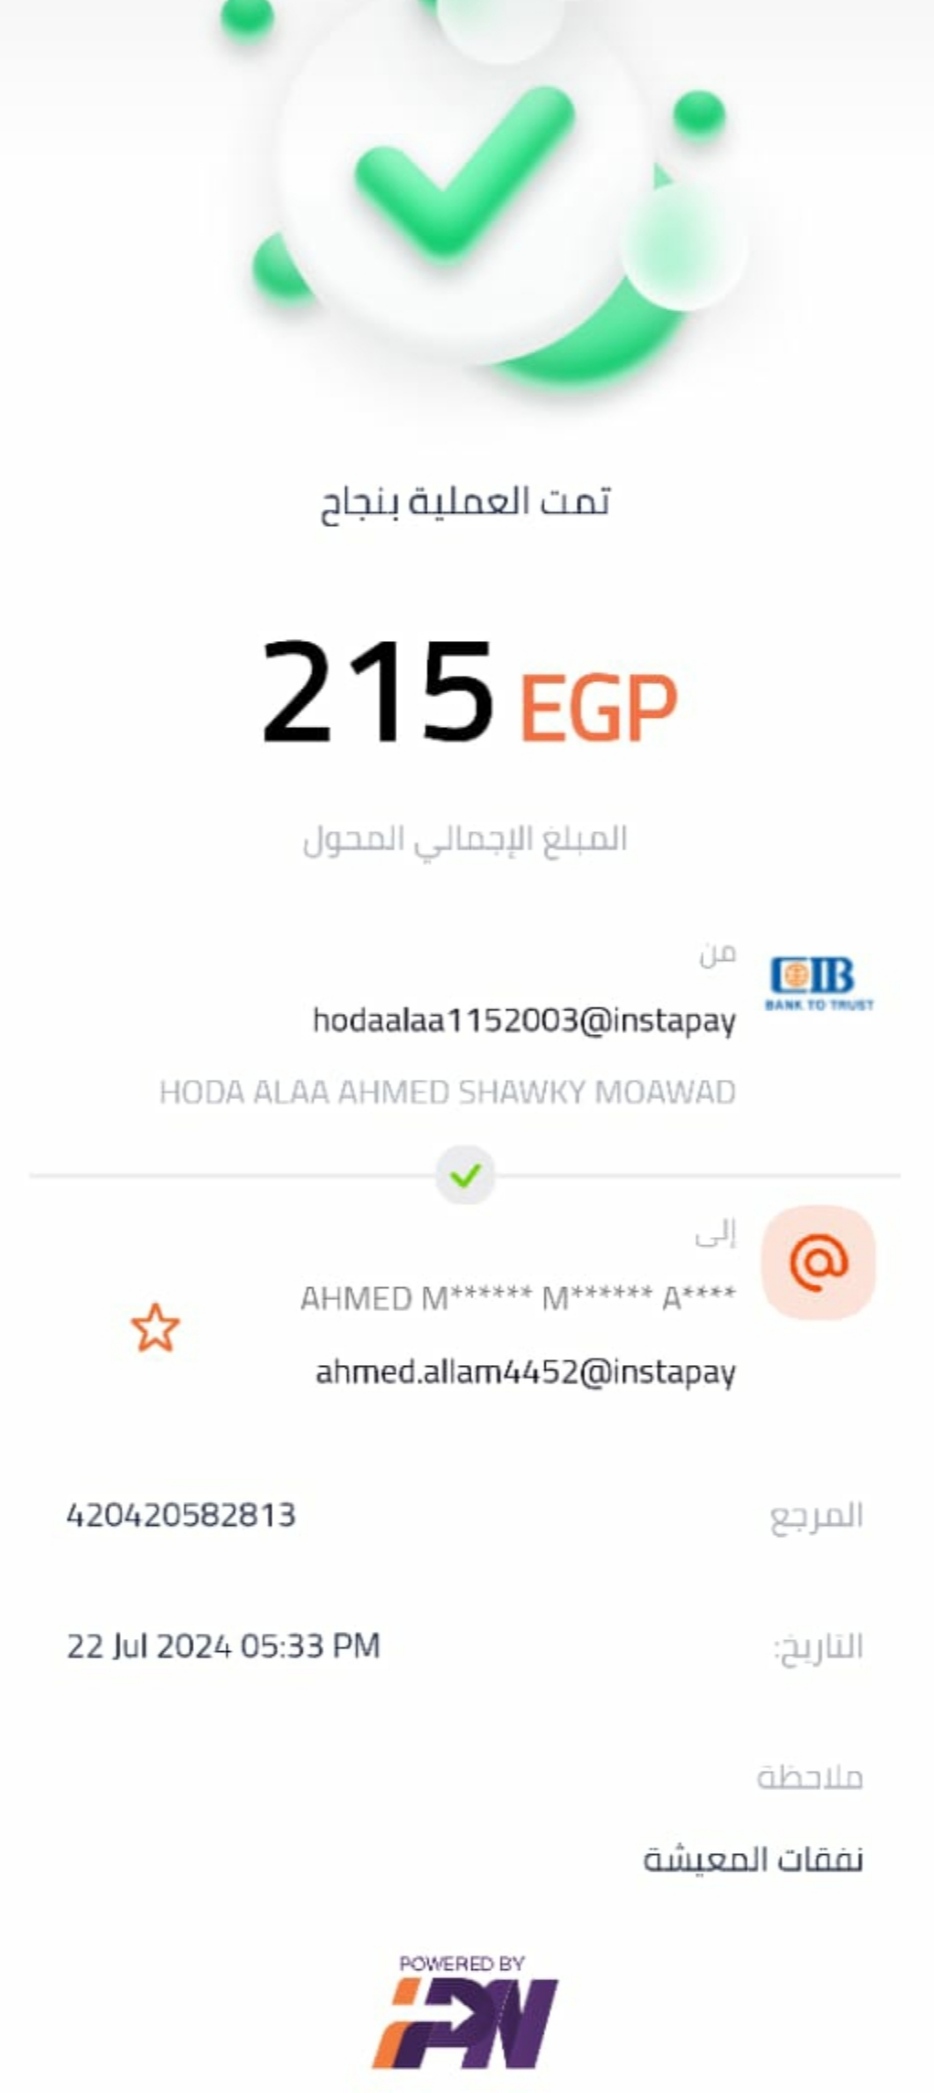 تمت العملية بنجاح
215 EGP
المبلغ الإجمالي المحول
من
CIB
BANK TO TRUST
hodaalaa1152003@instapay
HODA ALAA AHMED SHAWKY MOAWAD
إلى
AHMED M****** M****** A****
ahmed.allam4452@instapay
المرجع 420420582813
التاريخ: 22 Jul 2024 05:33 PM
ملاحظة
نفقات المعيشة
POWERED BY
IPN